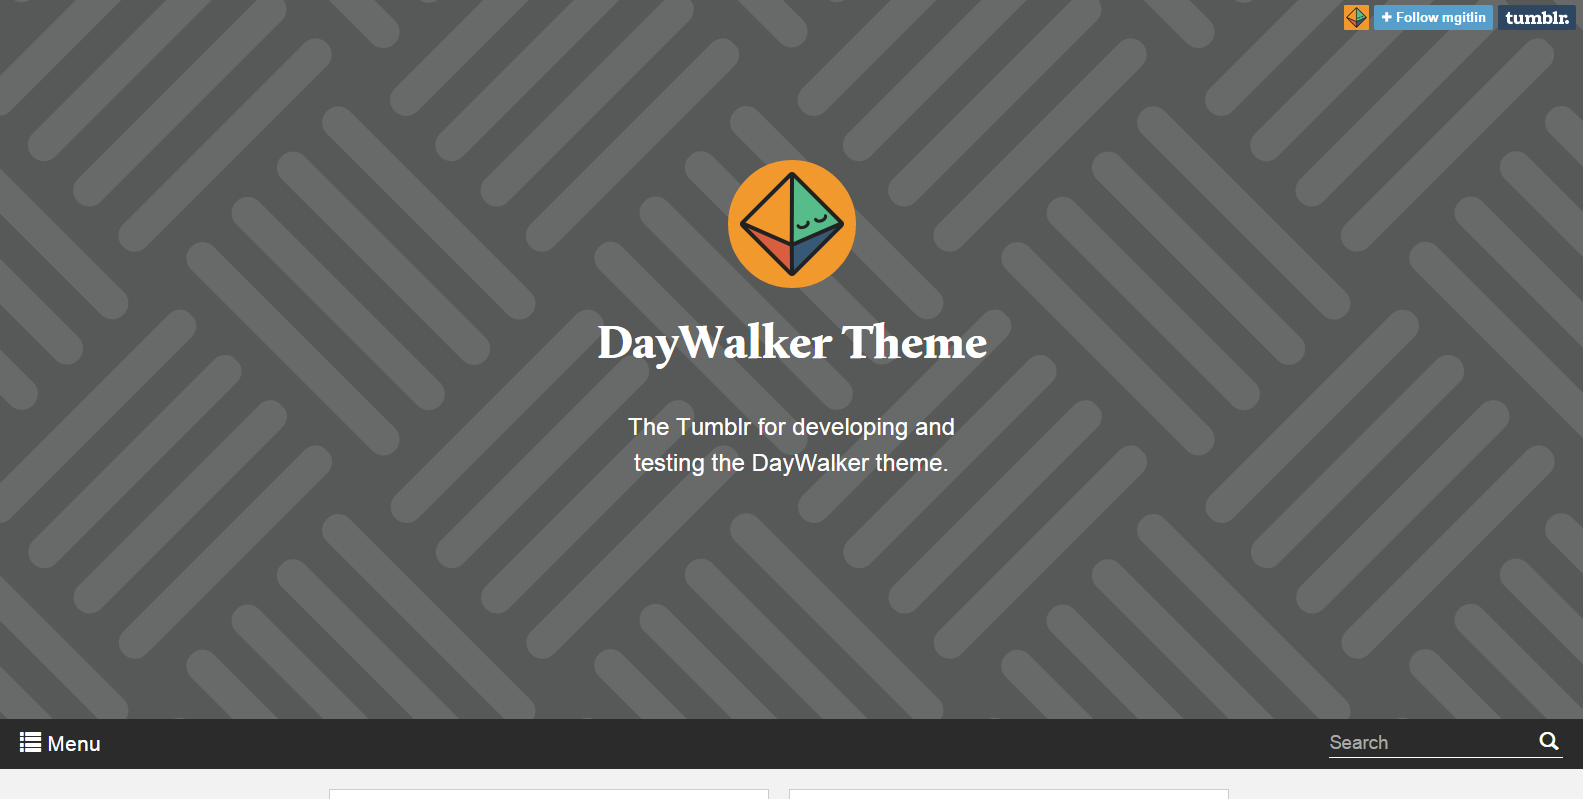 + Follow mgitlin
tumblr.
DayWalker Theme
The Tumblr for developing and
testing the DayWalker theme.
Menu
Search